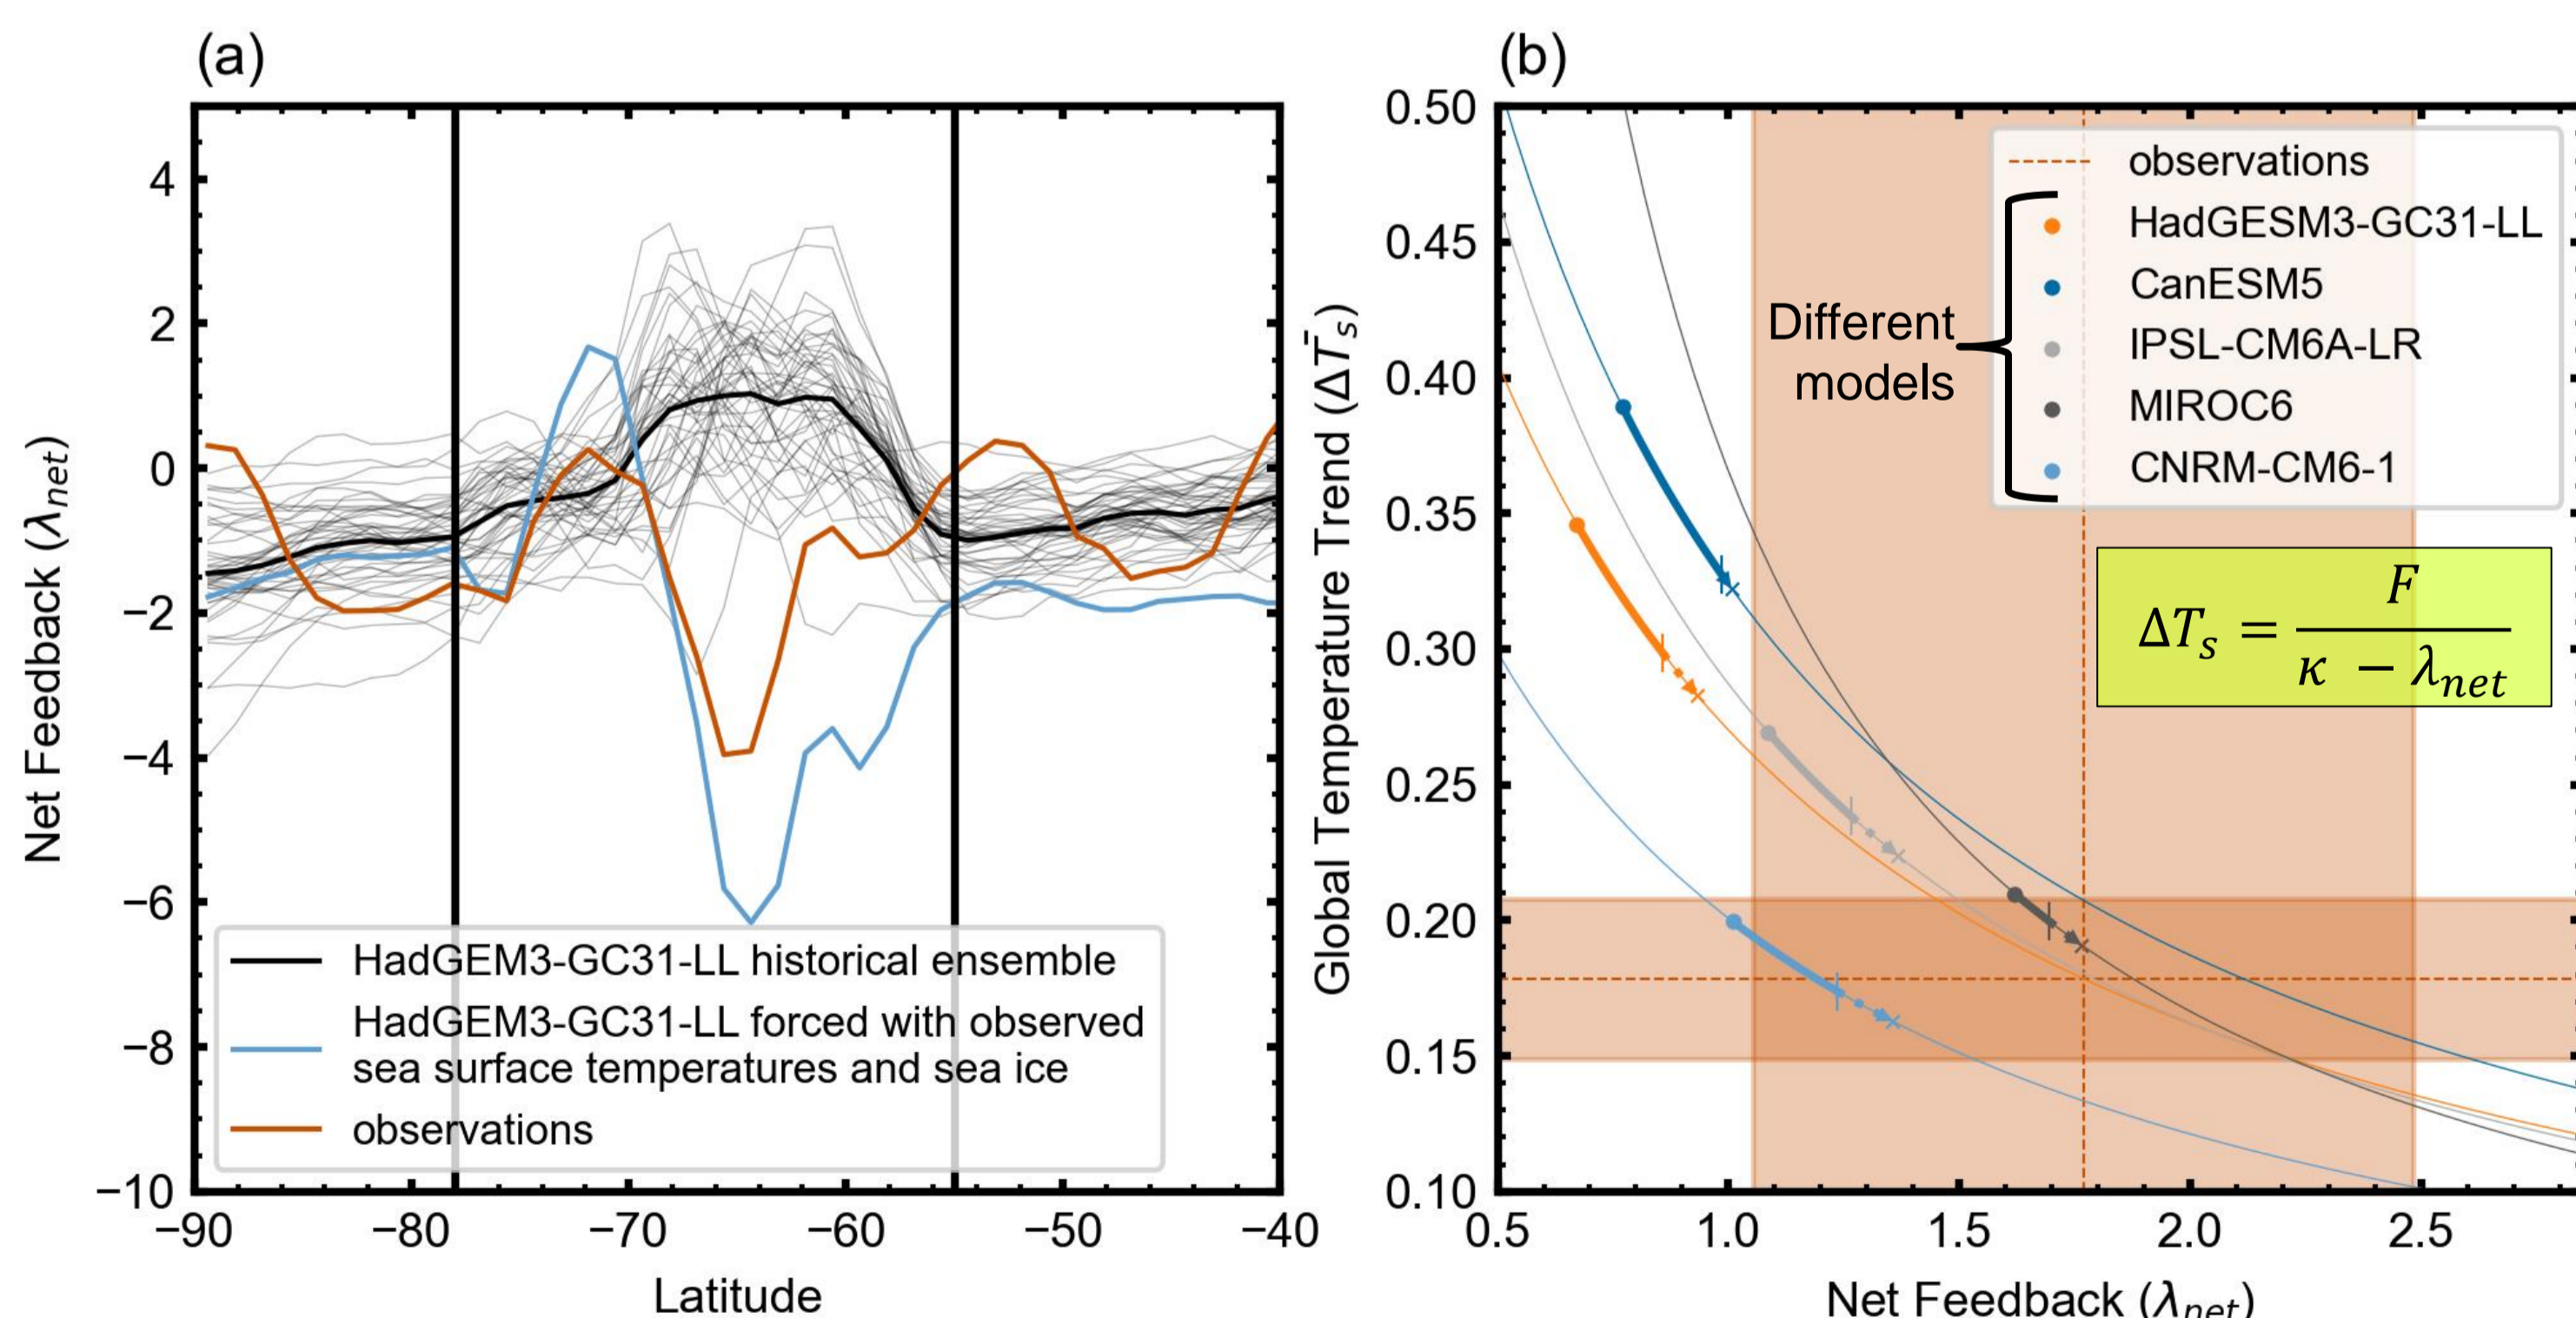 (a)
4
2
0
−2
−4
−6
−8
−10
Net Feedback (λnet)
HadGEM3-GC31-LL historical ensemble
HadGEM3-GC31-LL forced with observed
sea surface temperatures and sea ice
observations
−90
−80
−70
−60
−50
−40
Latitude
(b)
0.50
0.45
0.40
0.35
0.30
0.25
0.20
0.15
0.10
Global Temperature Trend (ΔT̄s)
observations
HadGESM3-GC31-LL
CanESM5
IPSL-CM6A-LR
MIROC6
CNRM-CM6-1
Different
models
ΔTs = F / (κ − λnet)
0.5
1.0
1.5
2.0
2.5
Net Feedback (λnet)